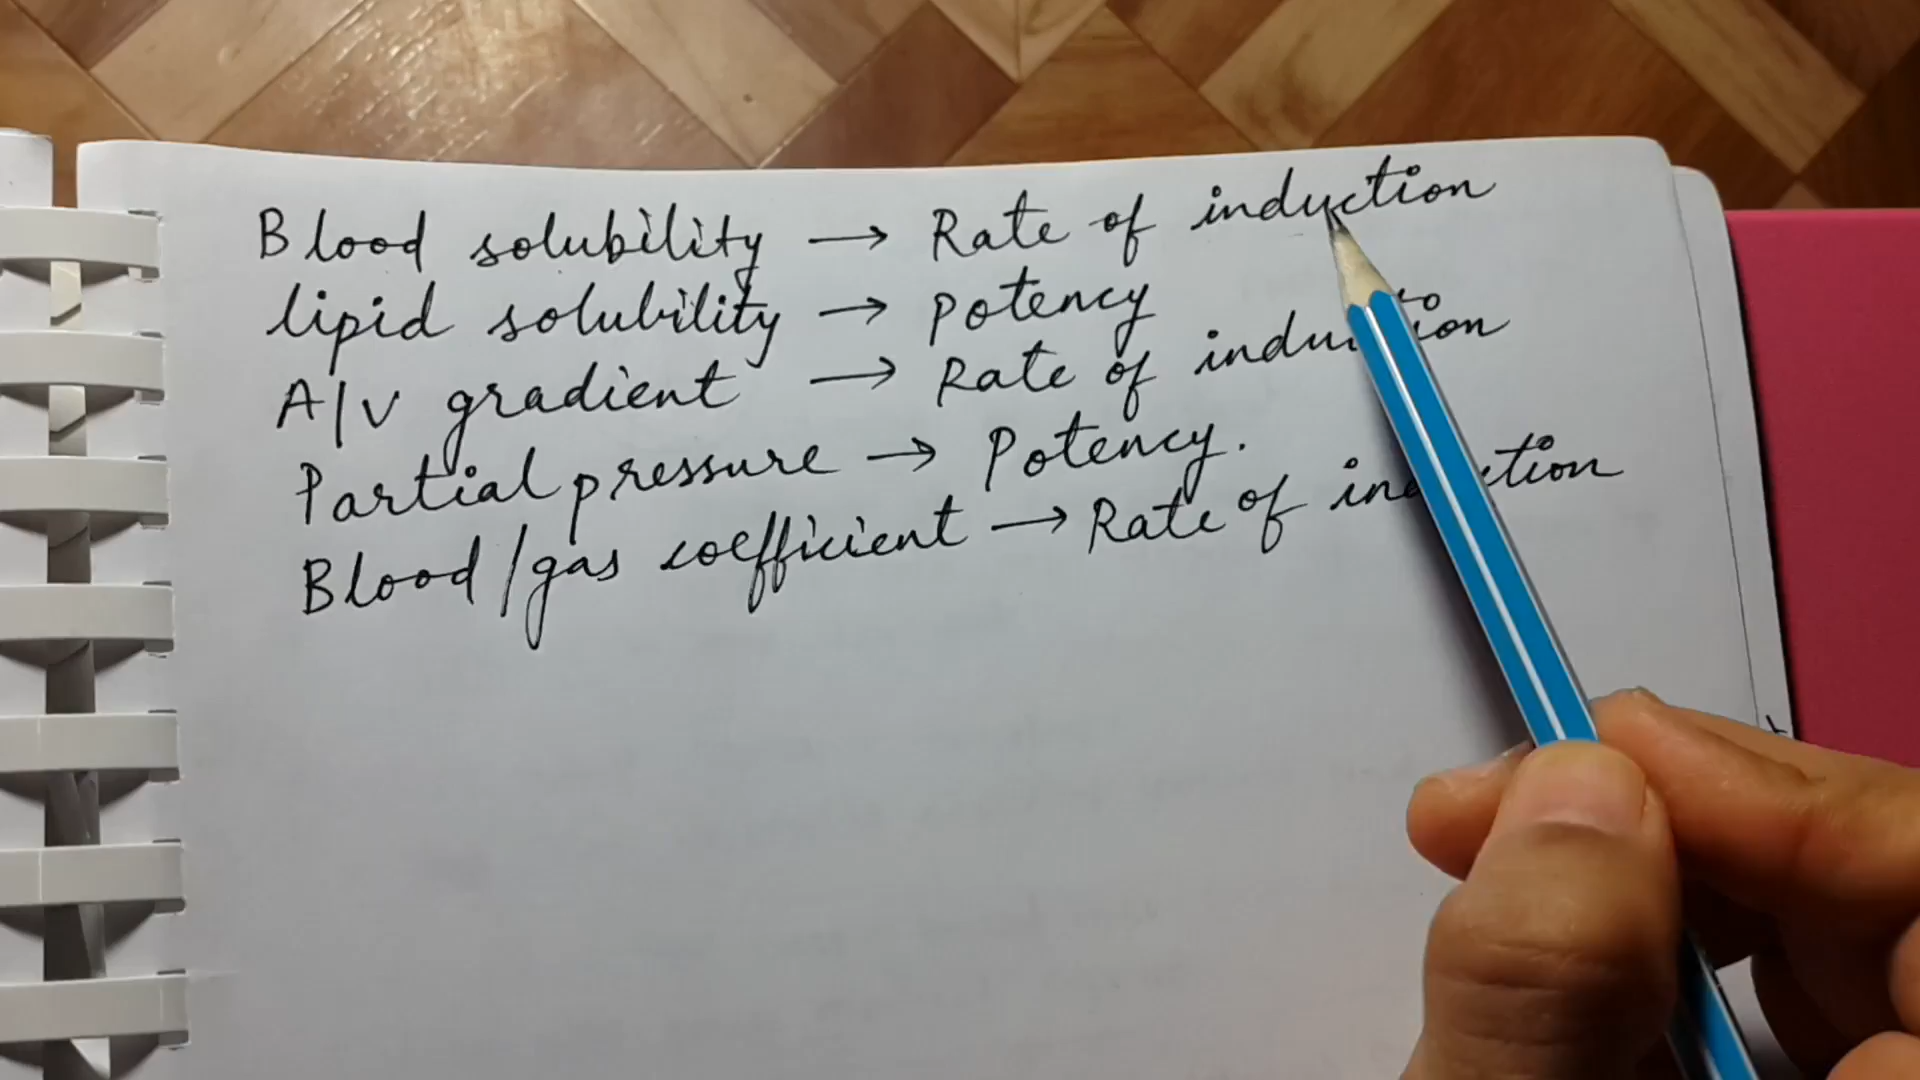 Blood solubility → Rate of induction
lipid solubility → Potency
A/V gradient → Rate of induction
Partial pressure → Potency.
Blood/gas coefficient → Rate of induction